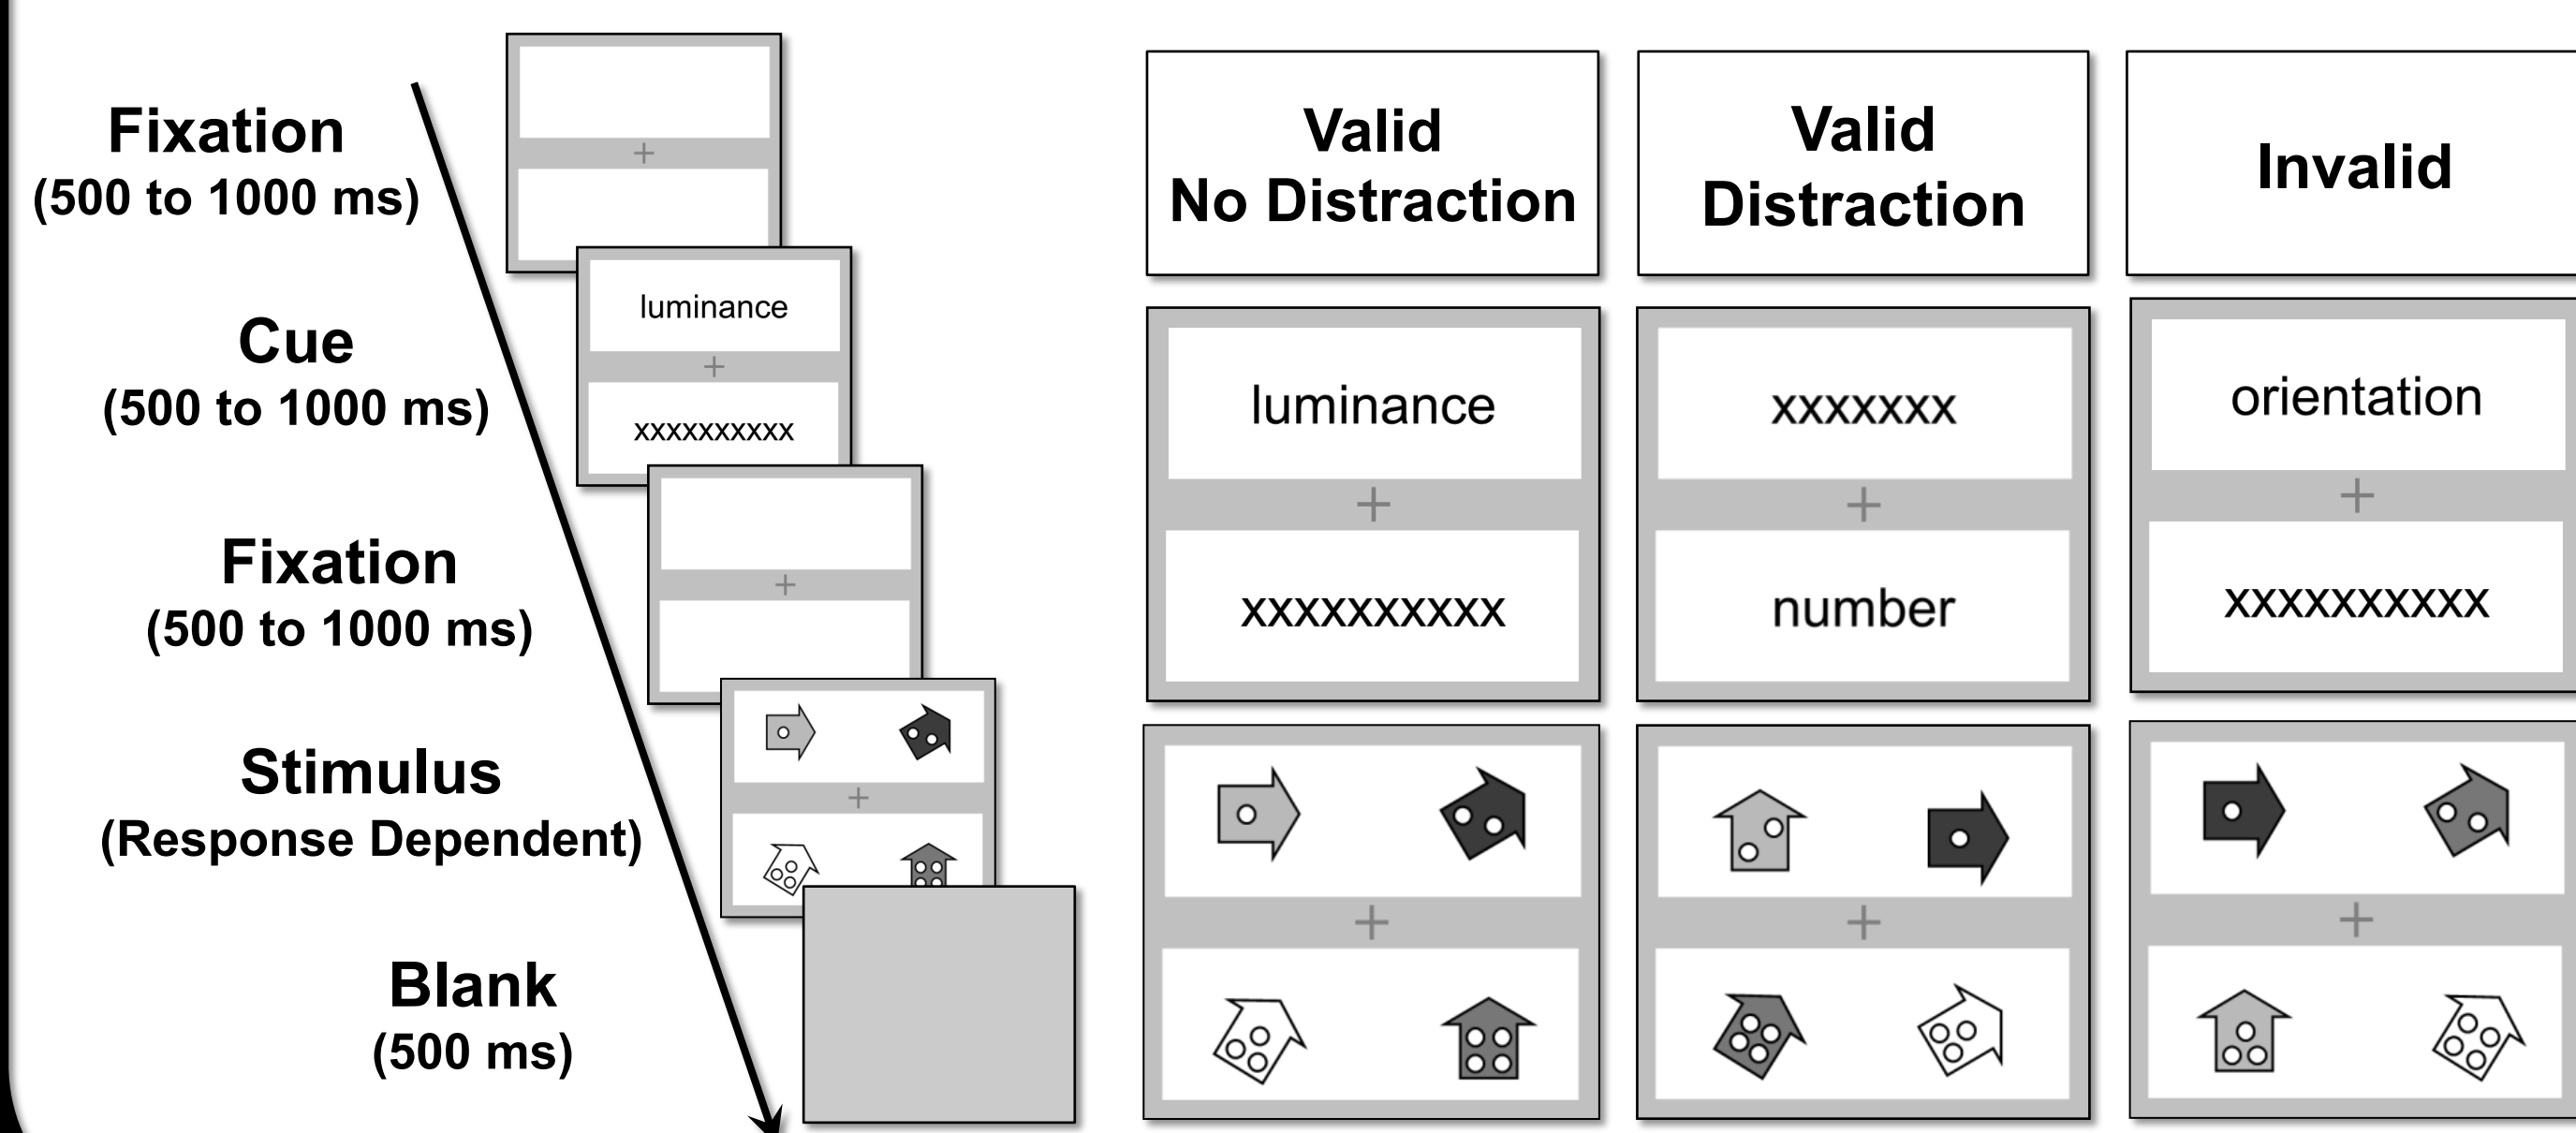 Fixation
(500 to 1000 ms)
Cue
(500 to 1000 ms)
Fixation
(500 to 1000 ms)
Stimulus
(Response Dependent)
Blank
(500 ms)
+
luminance
+
xxxxxxxxxx
+
+
Valid
No Distraction
luminance
+
xxxxxxxxxx
+
Valid
Distraction
xxxxxxx
+
number
+
Invalid
orientation
+
xxxxxxxxxx
+